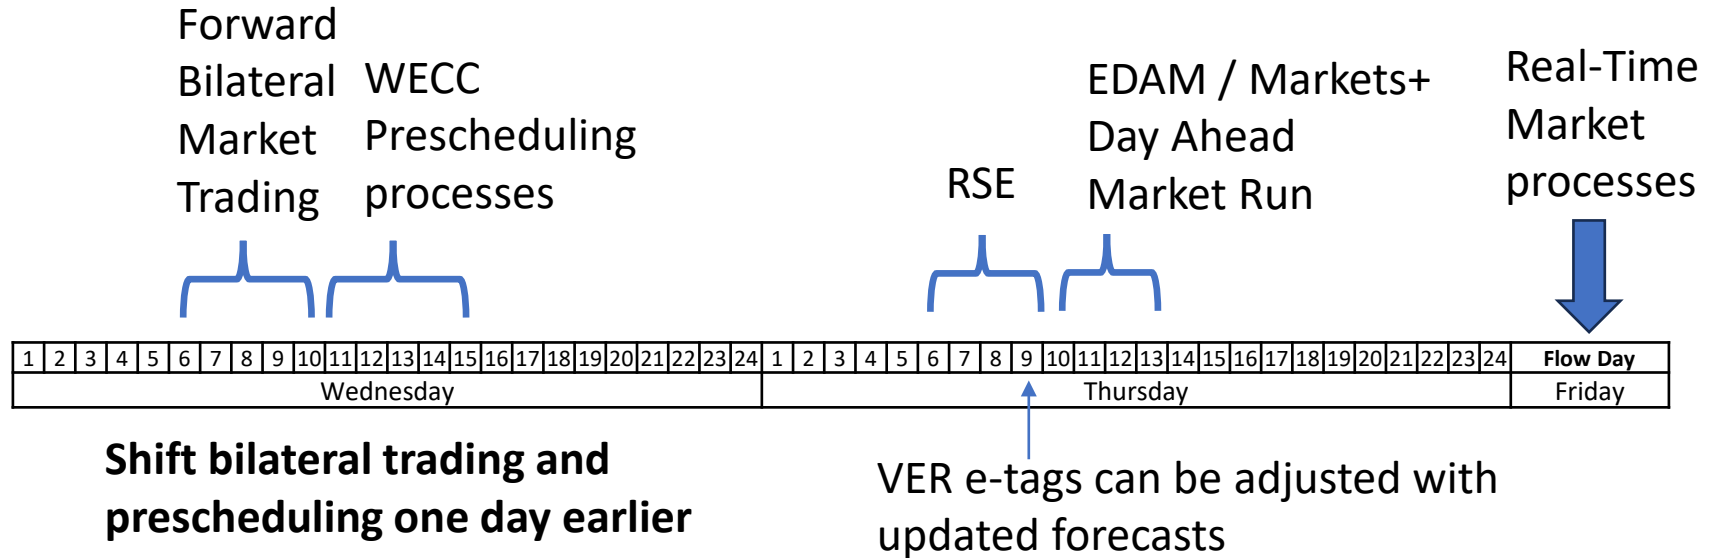 Forward
Bilateral
Market
Trading
WECC
Prescheduling
processes
RSE
EDAM / Markets+
Day Ahead
Market Run
Real-Time
Market
processes
1 2 3 4 5 6 7 8 9 10 11 12 13 14 15 16 17 18 19 20 21 22 23 24 1 2 3 4 5 6 7 8 9 10 11 12 13 14 15 16 17 18 19 20 21 22 23 24 Flow Day
Wednesday Thursday Friday
Shift bilateral trading and
prescheduling one day earlier
VER e-tags can be adjusted with
updated forecasts